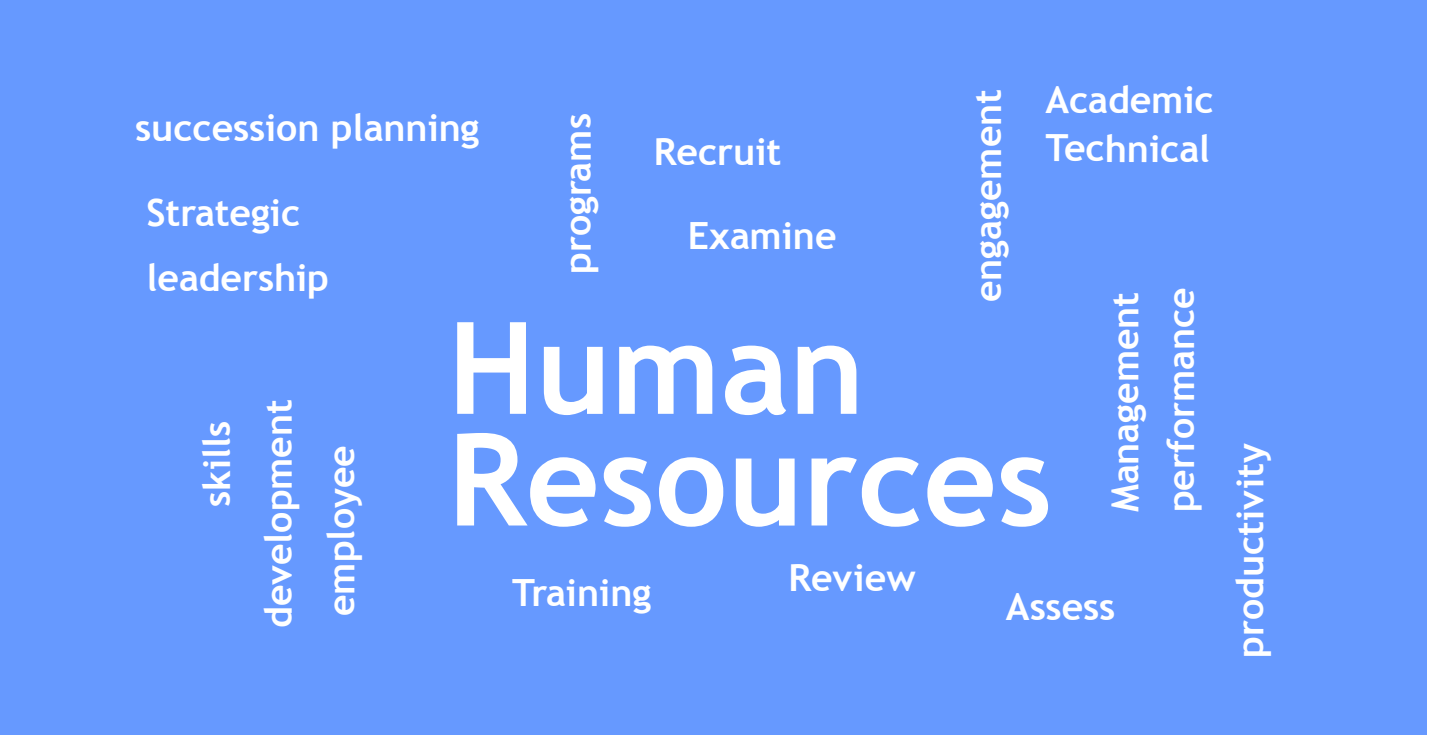 succession planning
Strategic
leadership
programs
Recruit
Examine
engagement
Academic
Technical
Human
Resources
Management
performance
productivity
skills
development
employee
Training
Review
Assess